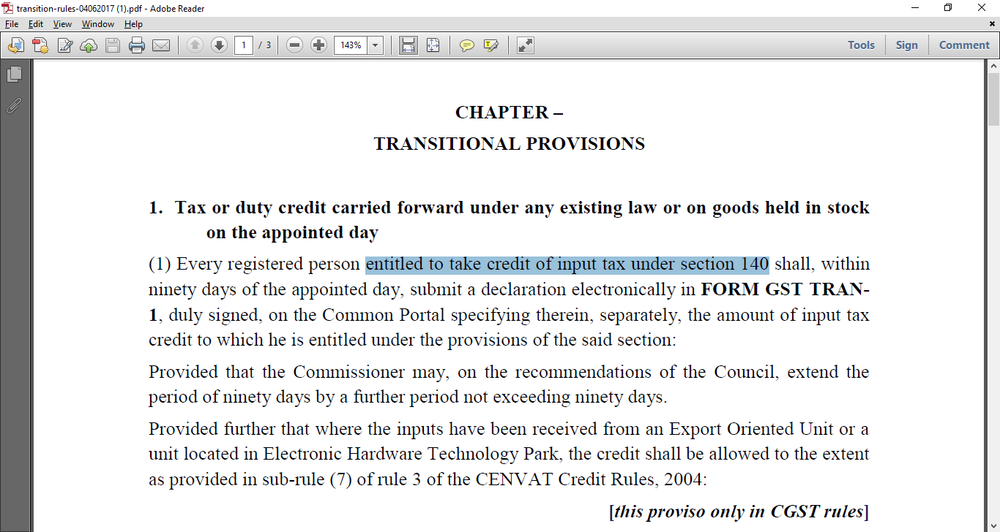 transition-rules-04062017 (1).pdf - Adobe Reader
File Edit View Window Help
1 / 3 143% Tools Sign Comment
CHAPTER –
TRANSITIONAL PROVISIONS
1. Tax or duty credit carried forward under any existing law or on goods held in stock
on the appointed day
(1) Every registered person entitled to take credit of input tax under section 140 shall, within
ninety days of the appointed day, submit a declaration electronically in FORM GST TRAN-
1, duly signed, on the Common Portal specifying therein, separately, the amount of input tax
credit to which he is entitled under the provisions of the said section:
Provided that the Commissioner may, on the recommendations of the Council, extend the
period of ninety days by a further period not exceeding ninety days.
Provided further that where the inputs have been received from an Export Oriented Unit or a
unit located in Electronic Hardware Technology Park, the credit shall be allowed to the extent
as provided in sub-rule (7) of rule 3 of the CENVAT Credit Rules, 2004:
[this proviso only in CGST rules]